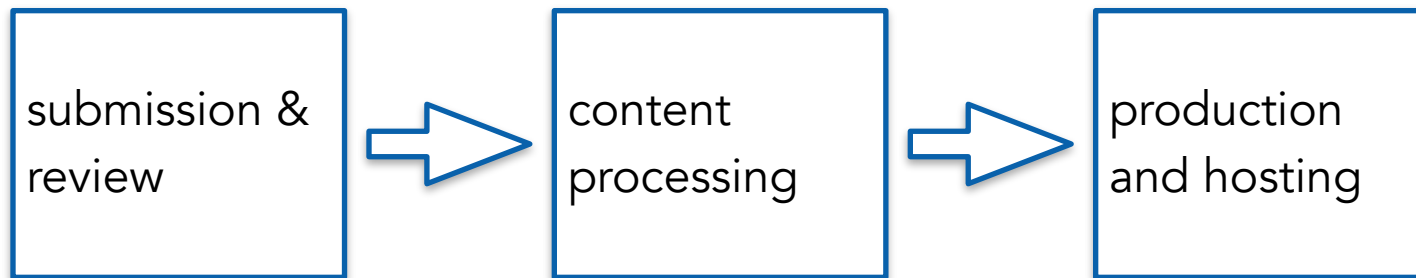 submission &
review
content
processing
production
and hosting